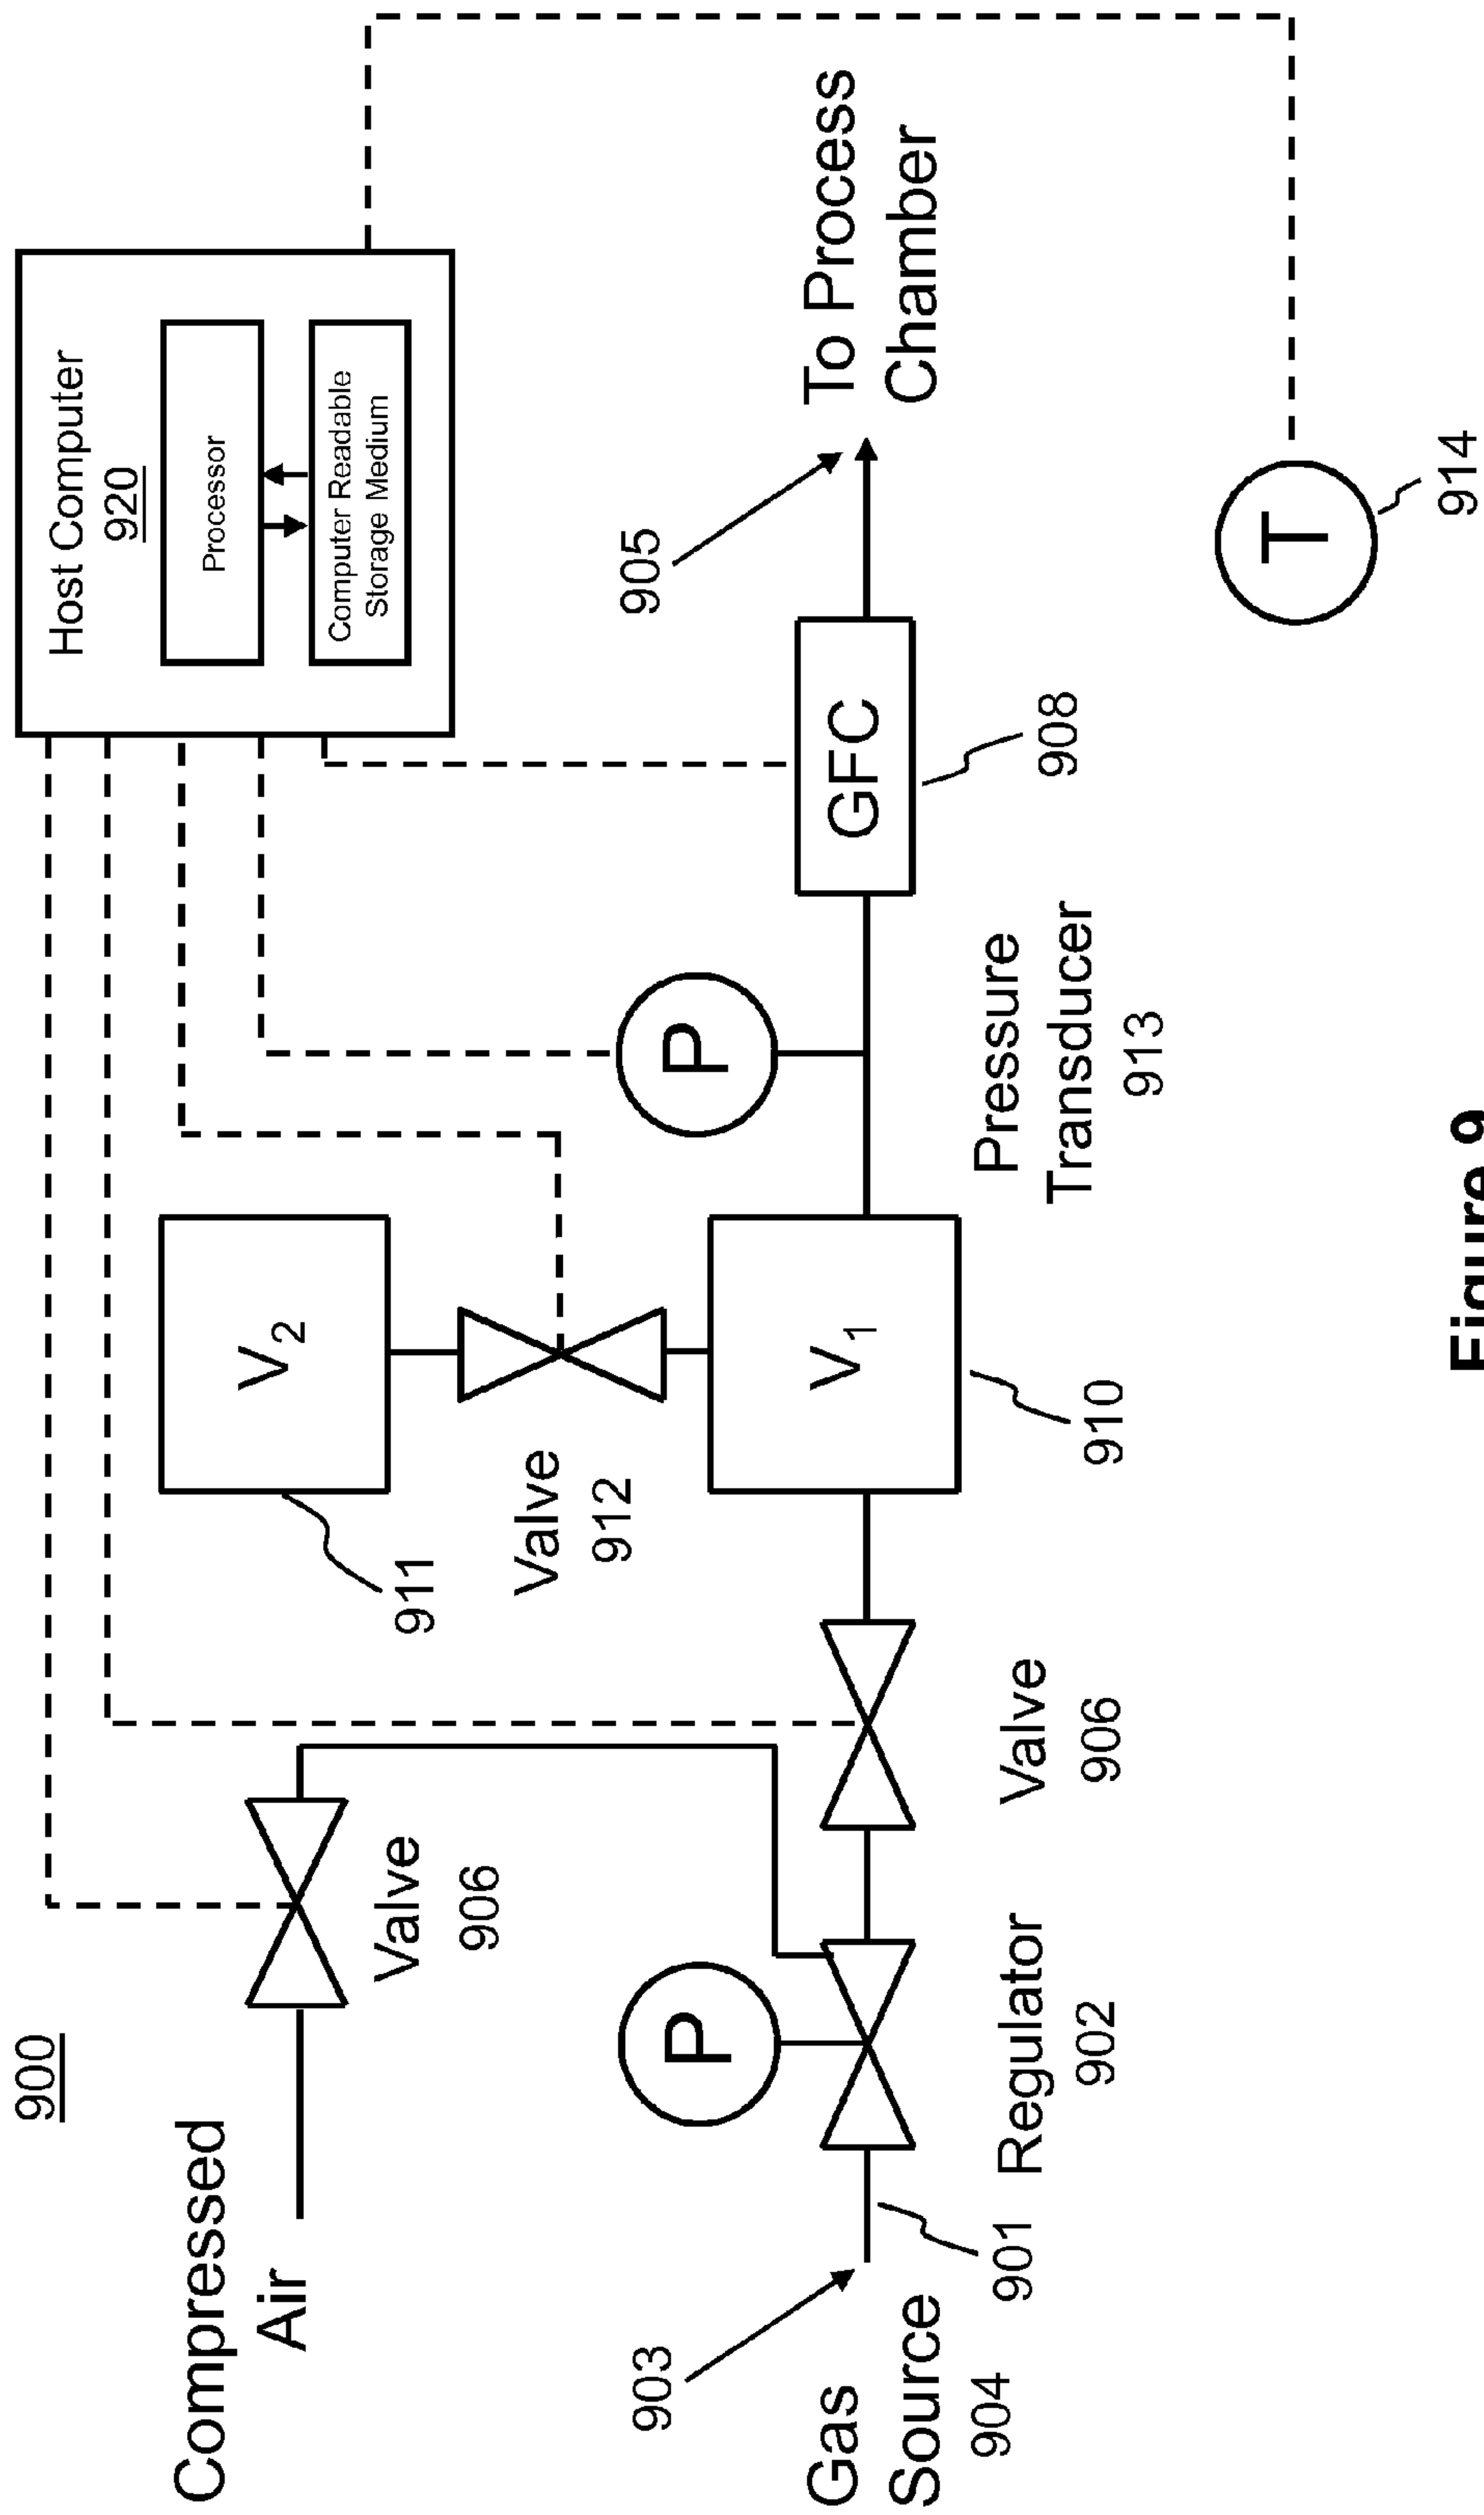 900
Host Computer
920
Processor
Computer Readable
Storage Medium
Compressed
Air
Valve
906
911
V2
Valve
912
903
P
P
905
Gas
Source
904
901
Regulator
902
Valve
906
V1
910
Pressure
Transducer
913
GFC
908
To Process
Chamber
T
914
Figure 9